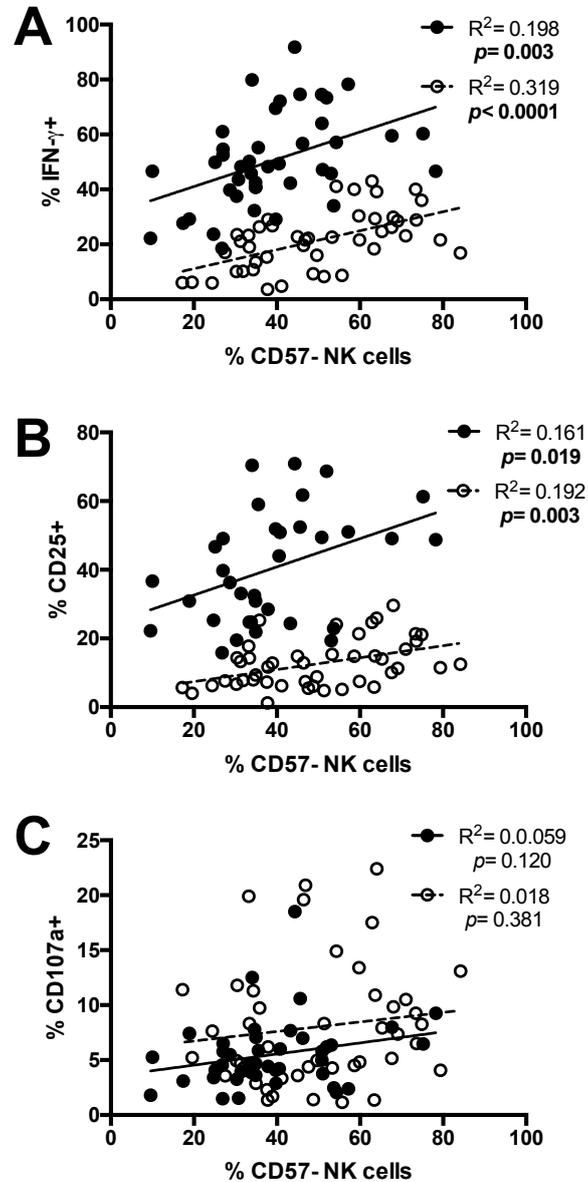 A
100
80
60
40
20
0
% IFN-γ+
0 20 40 60 80 100
% CD57- NK cells
R²= 0.198
p= 0.003
R²= 0.319
p< 0.0001
B
80
60
40
20
0
% CD25+
0 20 40 60 80 100
% CD57- NK cells
R²= 0.161
p= 0.019
R²= 0.192
p= 0.003
C
25
20
15
10
5
0
% CD107a+
0 20 40 60 80 100
% CD57- NK cells
R²= 0.0.059
p= 0.120
R²= 0.018
p= 0.381